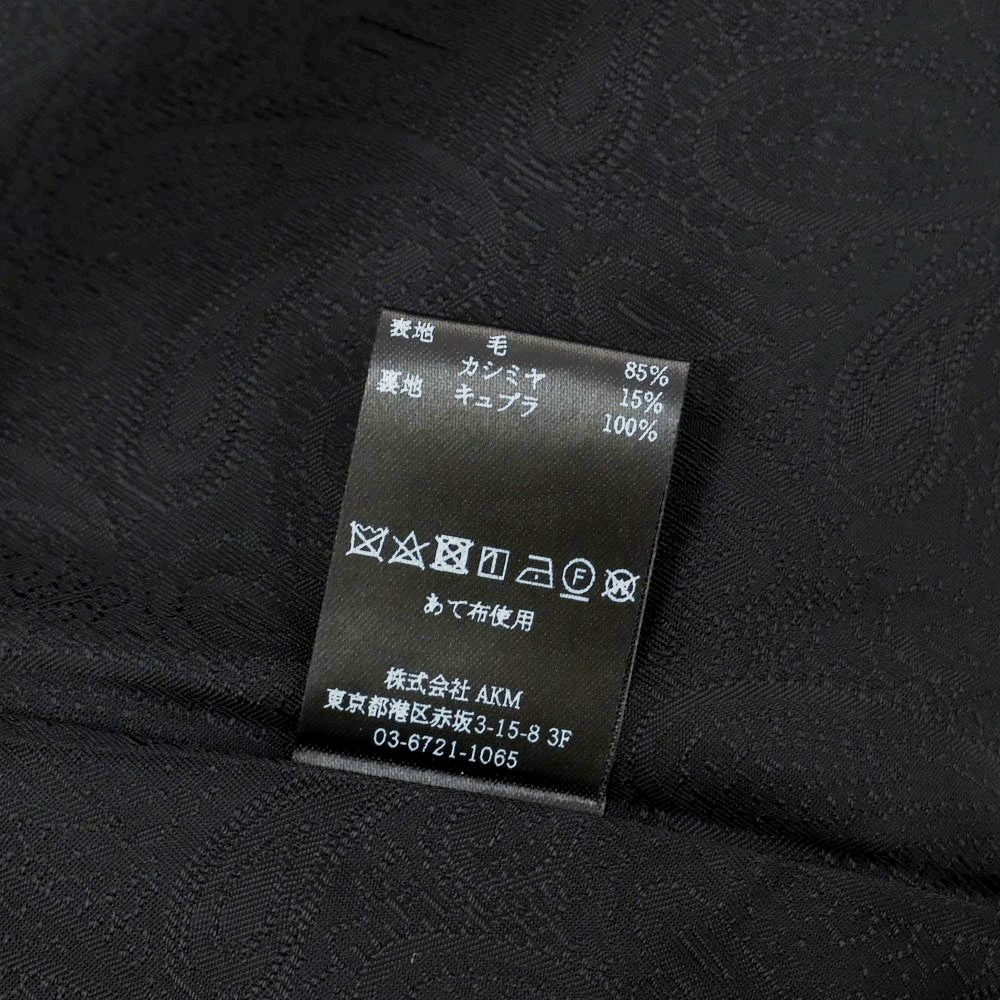 表地 毛 85%
カシミヤ 15%
裏地 キュプラ 100%
F W
あて布使用
株式会社 AKM
東京都港区赤坂3-15-8 3F
03-6721-1065